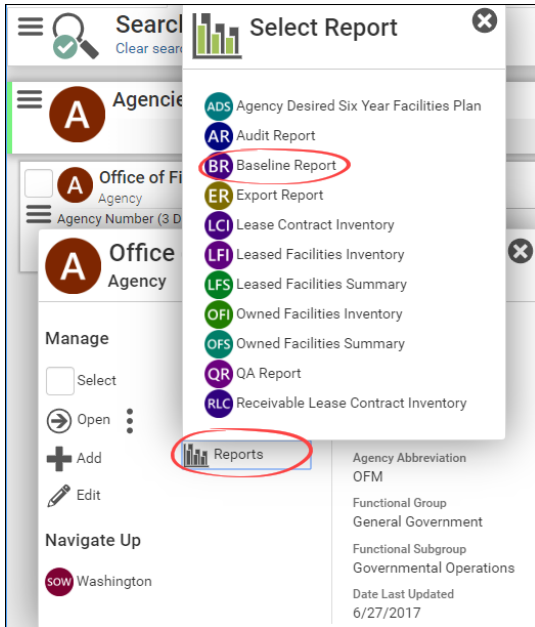 Searc
Clear sear
Select Report
ADS Agency Desired Six Year Facilities Plan
AR Audit Report
BR Baseline Report
ER Export Report
LCI Lease Contract Inventory
LFI Leased Facilities Inventory
LFS Leased Facilities Summary
OFI Owned Facilities Inventory
OFS Owned Facilities Summary
QR QA Report
RLC Receivable Lease Contract Inventory
A Agencie
A Office of Fi
Agency
Agency Number (3 D
A Office
Agency
Manage
Select
Open
Add
Edit
Reports
Navigate Up
SOW Washington
Agency Abbreviation
OFM
Functional Group
General Government
Functional Subgroup
Governmental Operations
Date Last Updated
6/27/2017